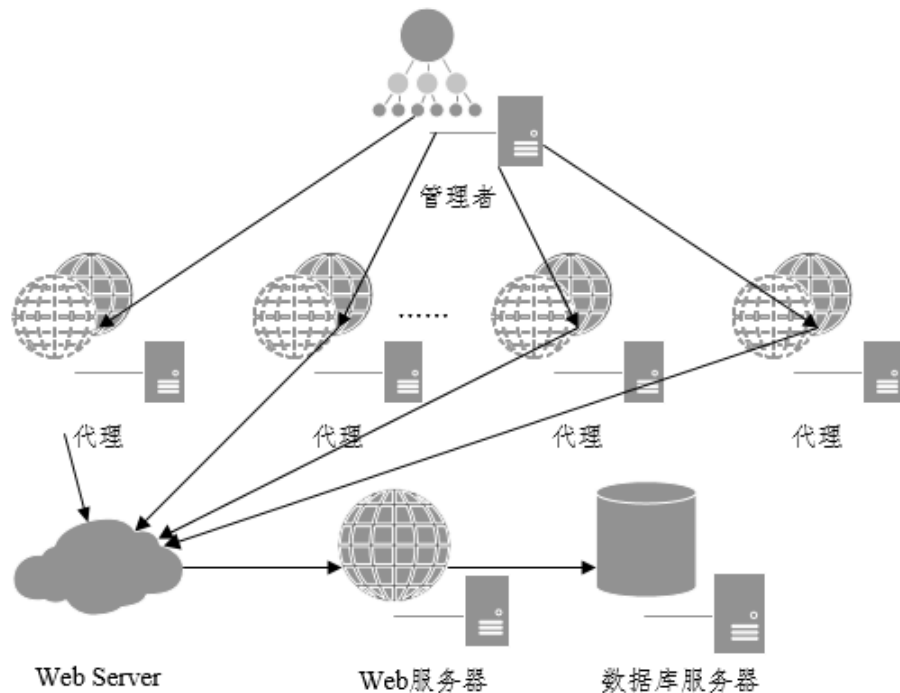 管理者
......
代理
代理
代理
代理
Web Server
Web服务器
数据库服务器